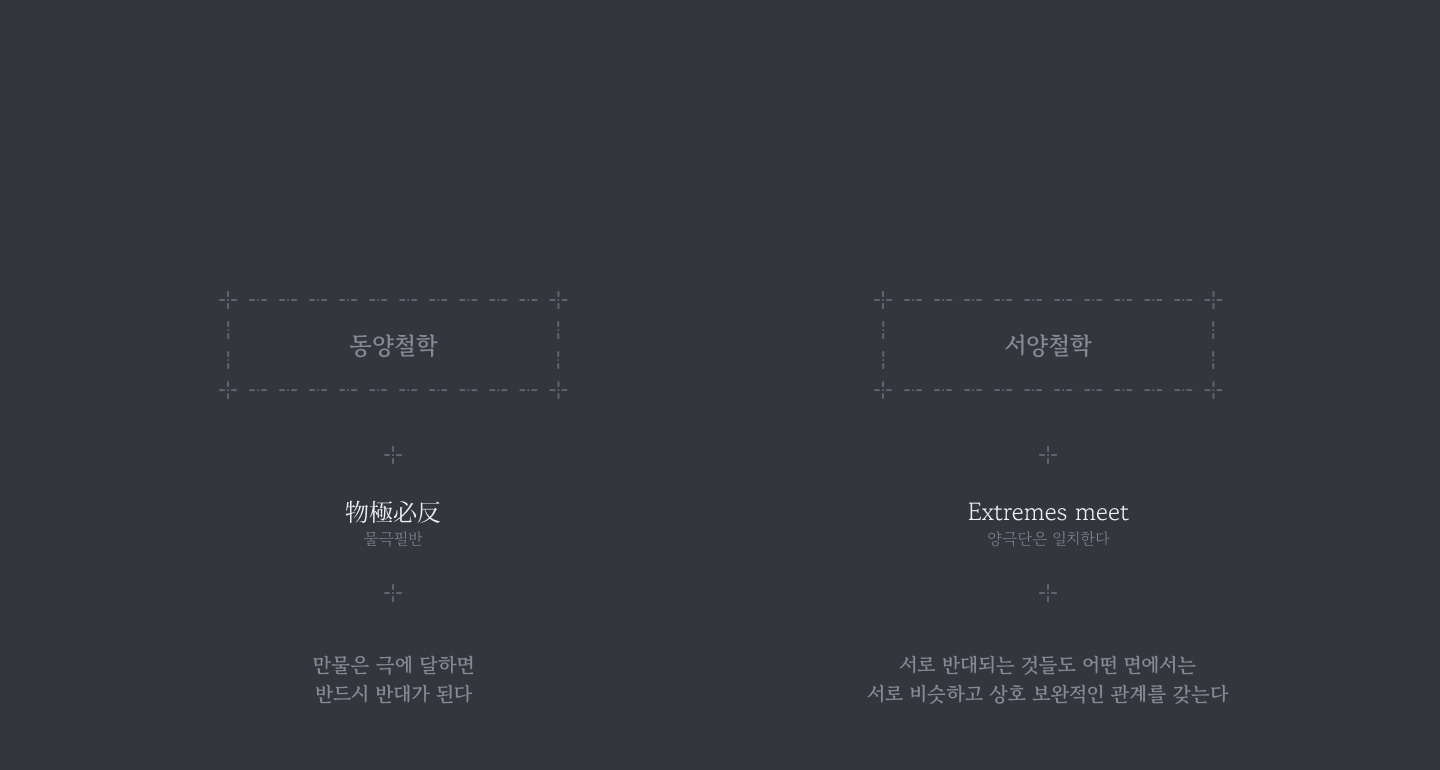 동양철학
物極必反
물극필반
만물은 극에 달하면
반드시 반대가 된다
서양철학
Extremes meet
양극단은 일치한다
서로 반대되는 것들도 어떤 면에서는
서로 비슷하고 상호 보완적인 관계를 갖는다